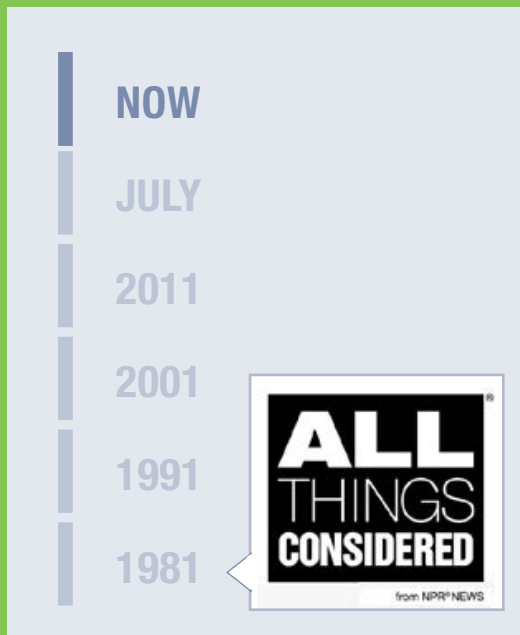 NOW
JULY
2011
2001
1991
1981
ALL®
THINGS
CONSIDERED
from NPR® NEWS